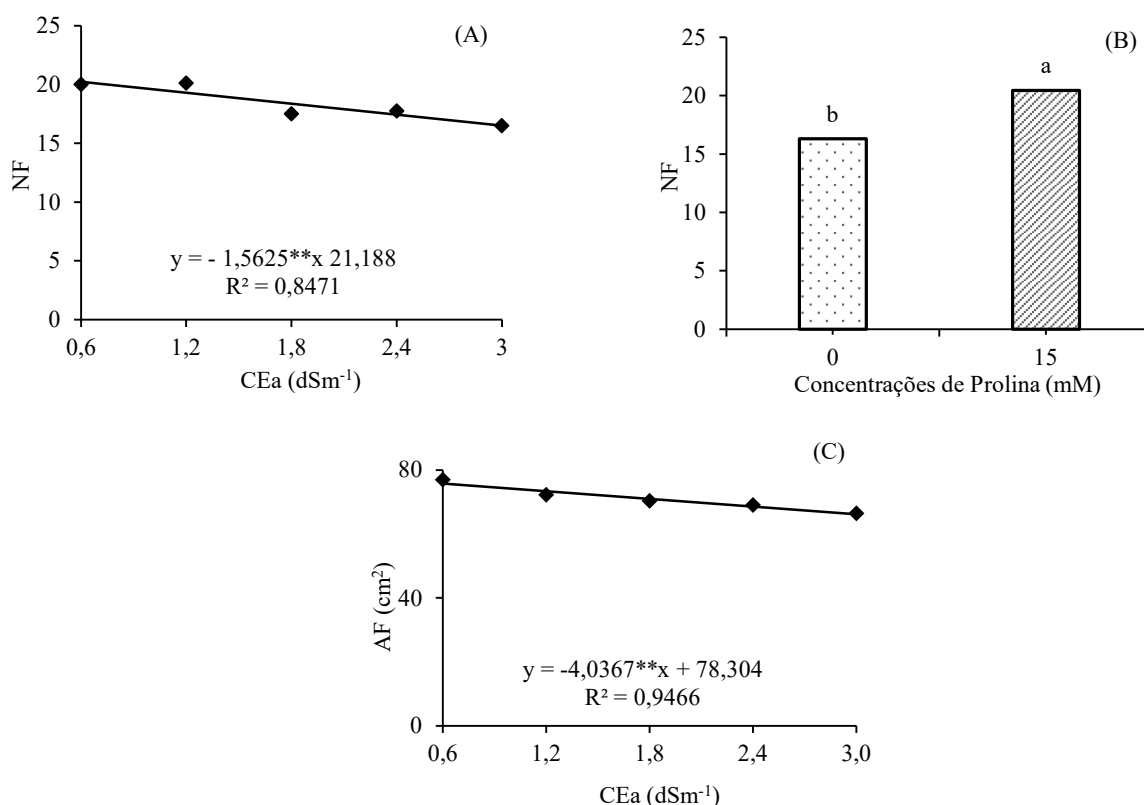 (A)
25
20
15
10
5
0
NF
y = - 1,5625**x 21,188
R² = 0,8471
0,6 1,2 1,8 2,4 3
CEa (dSm⁻¹)
(B)
25
20
15
10
5
0
NF
b
a
0 15
Concentrações de Prolina (mM)
(C)
80
40
0
AF (cm²)
y = -4,0367**x + 78,304
R² = 0,9466
0,6 1,2 1,8 2,4 3,0
CEa (dSm⁻¹)